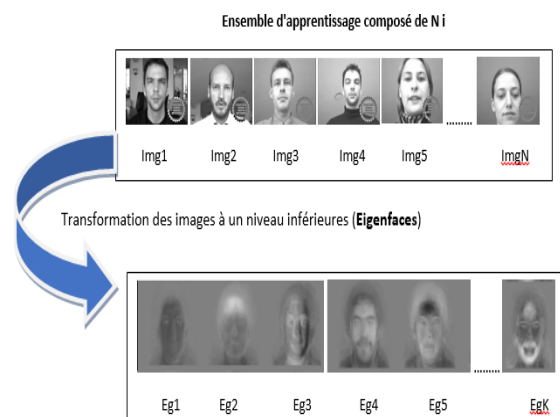 Ensemble d'apprentissage composé de N i
Img1 Img2 Img3 Img4 Img5 ......... ImgN
Transformation des images à un niveau inférieures (Eigenfaces)
Eg1 Eg2 Eg3 Eg4 Eg5 ......... EgK